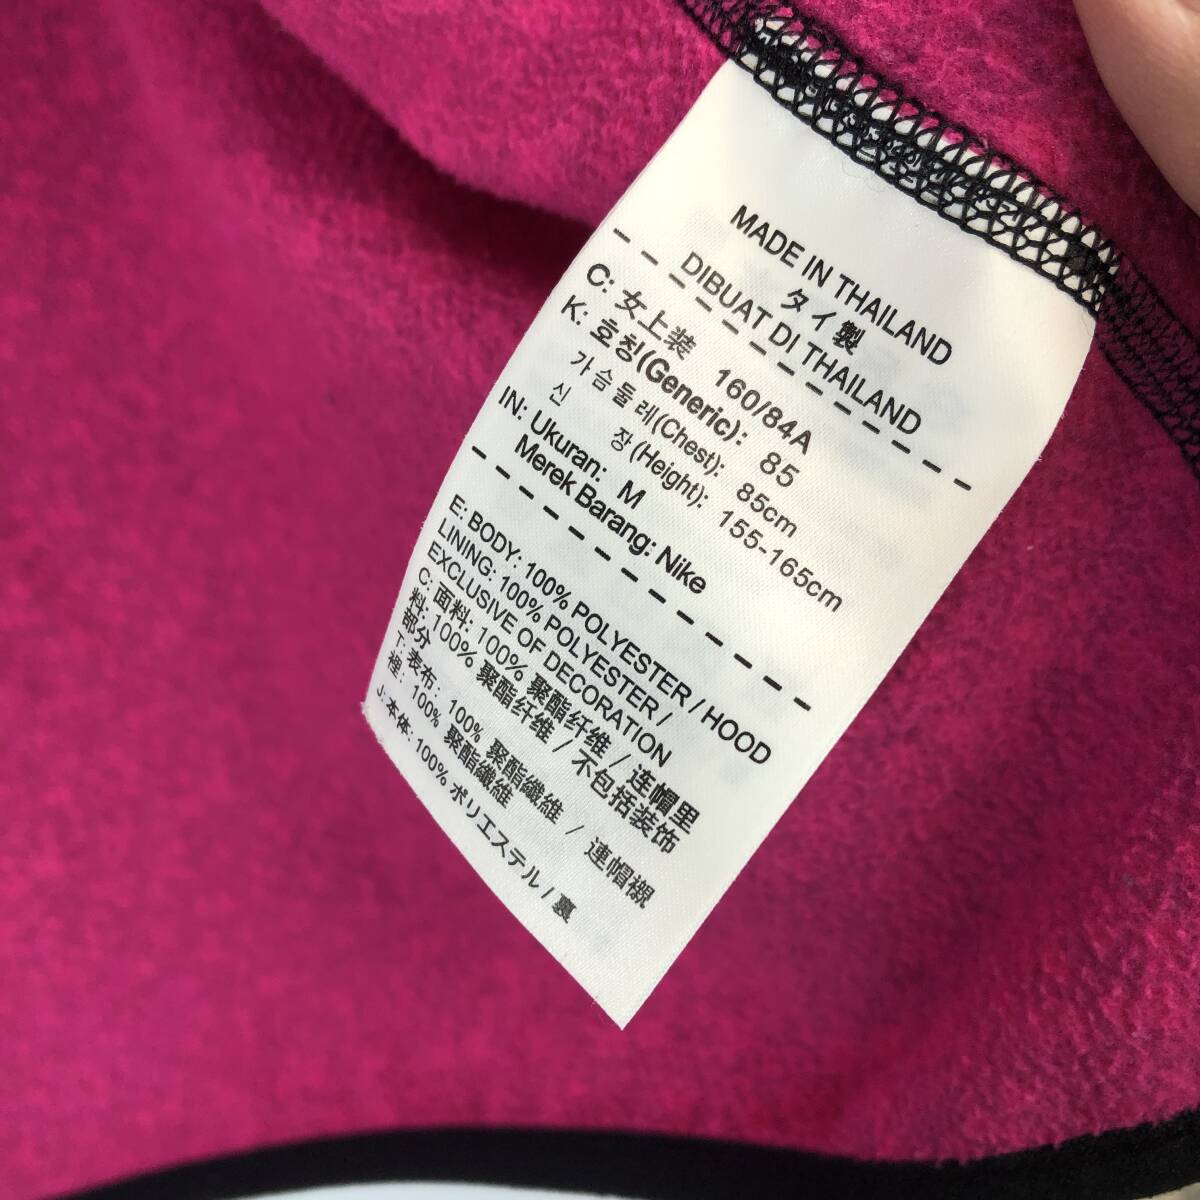 MADE IN THAILAND
タイ製
DIBUAT DI THAILAND
C: 女上装 160/84A
K: 호칭(Generic): 85
가슴둘레(Chest): 85cm
신 장(Height): 155-165cm
IN: Ukuran: M
Merek Barang: Nike
E: BODY: 100% POLYESTER / HOOD
LINING: 100% POLYESTER /
EXCLUSIVE OF DECORATION
C: 面料: 100% 聚酯纤维 / 连帽里
料: 100% 聚酯纤维 / 不包括装饰
部分
T: 表布: 100% 聚酯纖維 / 連帽襯
裡: 100% 聚酯纖維
J: 本体: 100% ポリエステル / 裏